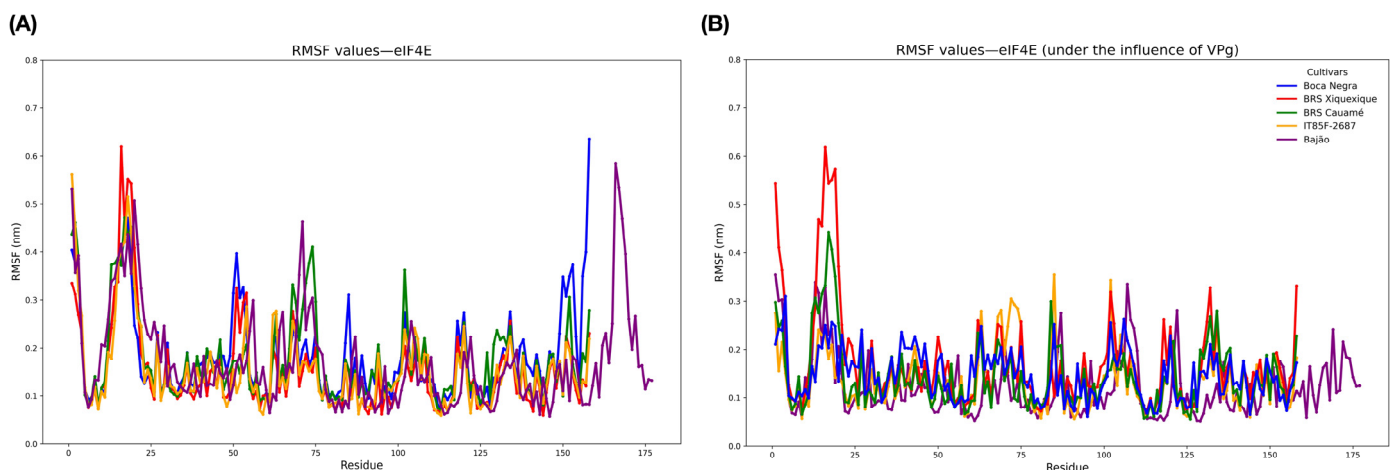 (A)
RMSF values—eIF4E
0.8
0.7
0.6
0.5
0.4
0.3
0.2
0.1
0.0
RMSF (nm)
0 25 50 75 100 125 150 175
Residue
(B)
RMSF values—eIF4E (under the influence of VPg)
Cultivars
Boca Negra
BRS Xiquexique
BRS Cauamé
IT85F-2687
Bajão
0.8
0.7
0.6
0.5
0.4
0.3
0.2
0.1
0.0
RMSF (nm)
0 25 50 75 100 125 150 175
Residue